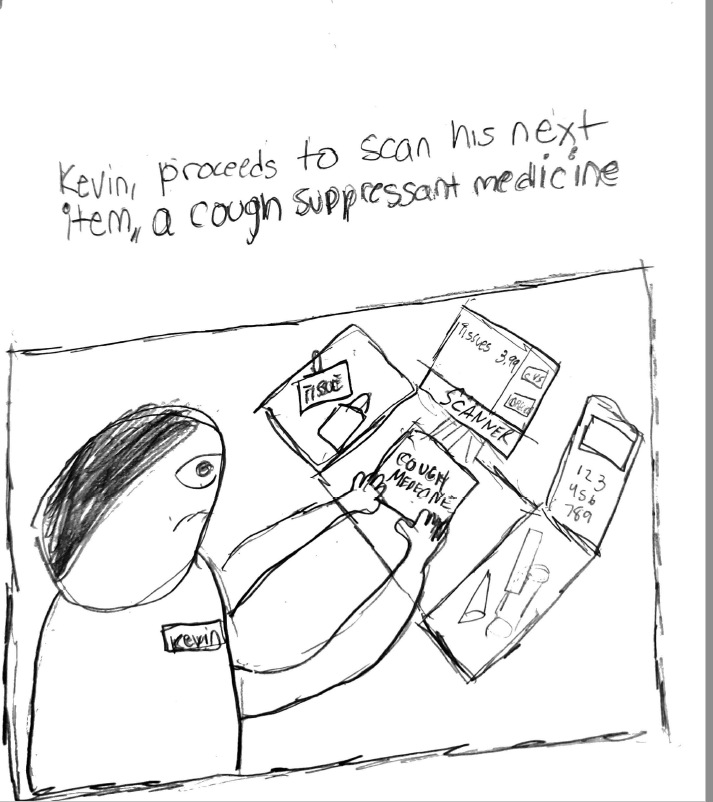 Kevin, proceeds to scan his next
item, a cough suppressant medicine
Tissues 3.99
CVS
SCANNER
TISSUE
COUGH
MEDECINE
123
456
789
Kevin